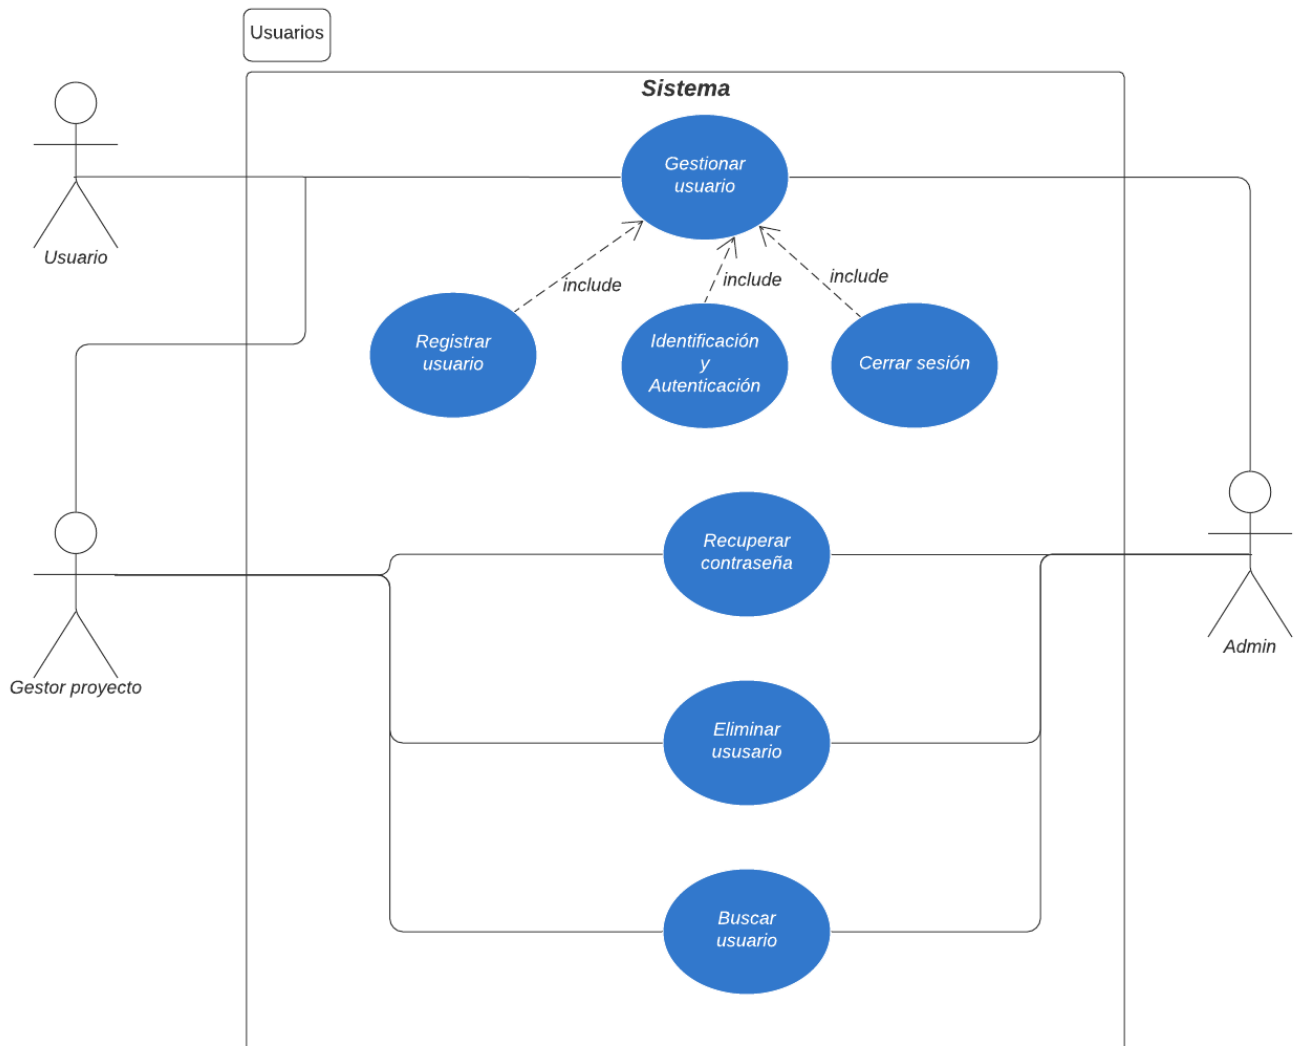 Usuarios
Sistema
Gestionar
usuario
Usuario
include
include
include
Registrar
usuario
Identificación
y
Autenticación
Cerrar sesión
Recuperar
contraseña
Gestor proyecto
Admin
Eliminar
ususario
Buscar
usuario